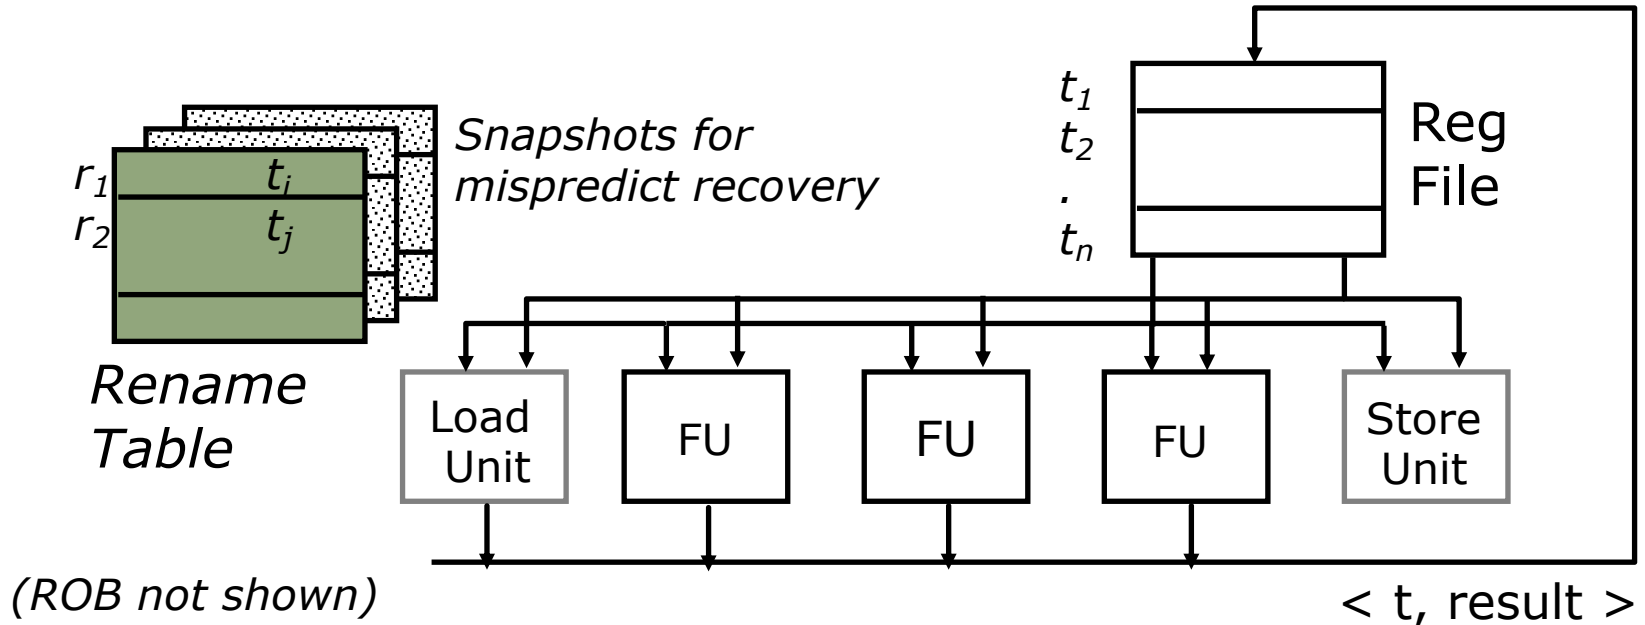 r1 ti
r2 tj
Snapshots for
mispredict recovery
t1
t2
.
tn
Reg
File
Rename
Table
Load
Unit
FU
FU
FU
Store
Unit
(ROB not shown)
< t, result >